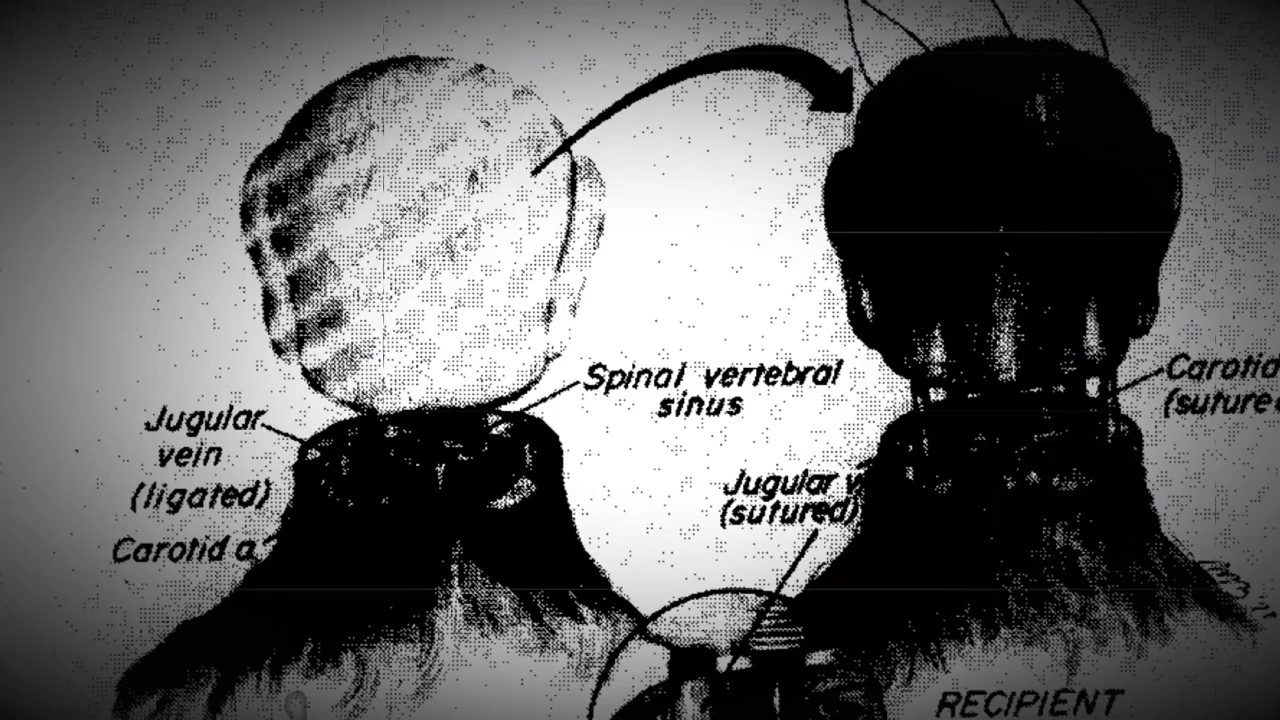 Spinal vertebral
sinus
Jugular
vein
(ligated)
Carotid a
Jugular v
(sutured)
Carotid
(suture
RECIPIENT